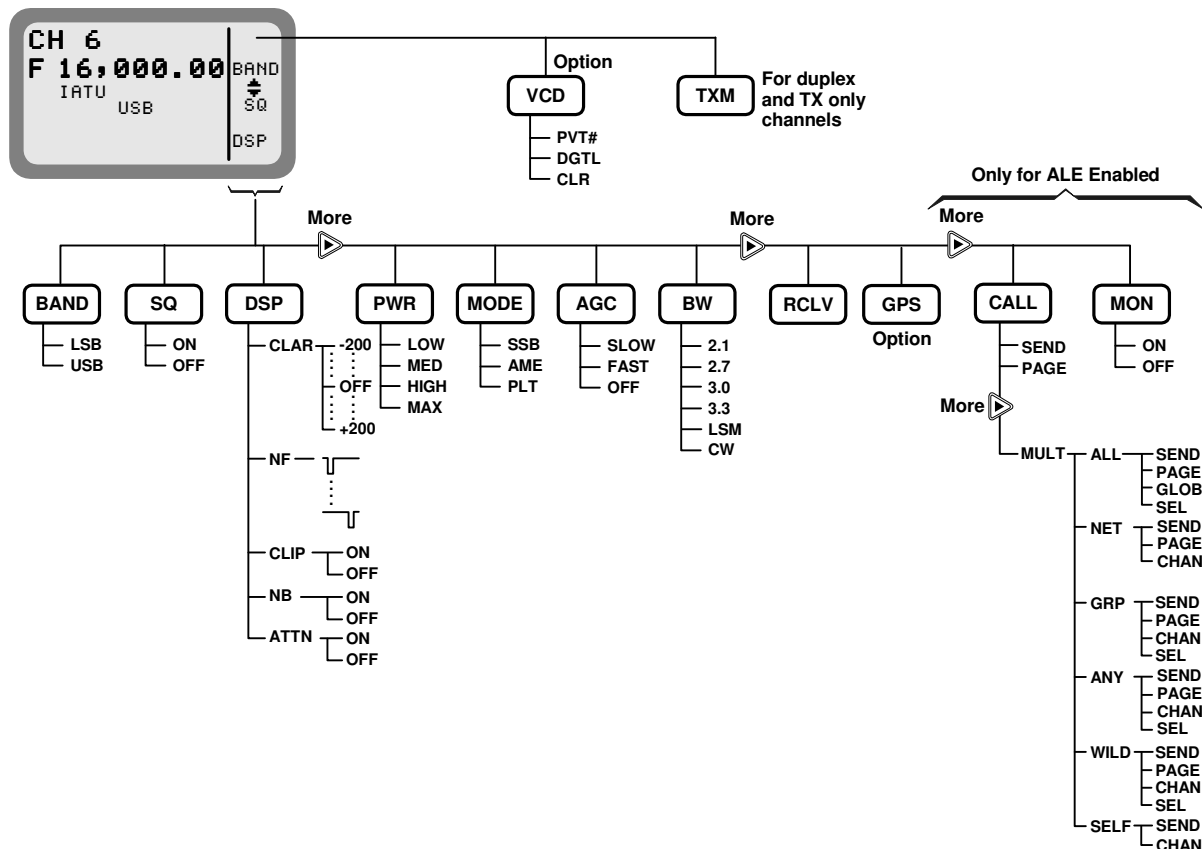 CH 6
F 16,000.00
IATU
USB
BAND
SQ
DSP
Option
VCD
PVT#
DGTL
CLR
TXM
For duplex
and TX only
channels
Only for ALE Enabled
More
More
More
BAND
LSB
USB
SQ
ON
OFF
DSP
CLAR
-200
OFF
+200
NF
CLIP
ON
OFF
NB
ON
OFF
ATTN
ON
OFF
PWR
LOW
MED
HIGH
MAX
MODE
SSB
AME
PLT
AGC
SLOW
FAST
OFF
BW
2.1
2.7
3.0
3.3
LSM
CW
RCLV
GPS
Option
CALL
SEND
PAGE
More
MULT
ALL
SEND
PAGE
GLOB
SEL
NET
SEND
PAGE
CHAN
GRP
SEND
PAGE
CHAN
SEL
ANY
SEND
PAGE
CHAN
SEL
WILD
SEND
PAGE
CHAN
SEL
SELF
SEND
CHAN
MON
ON
OFF